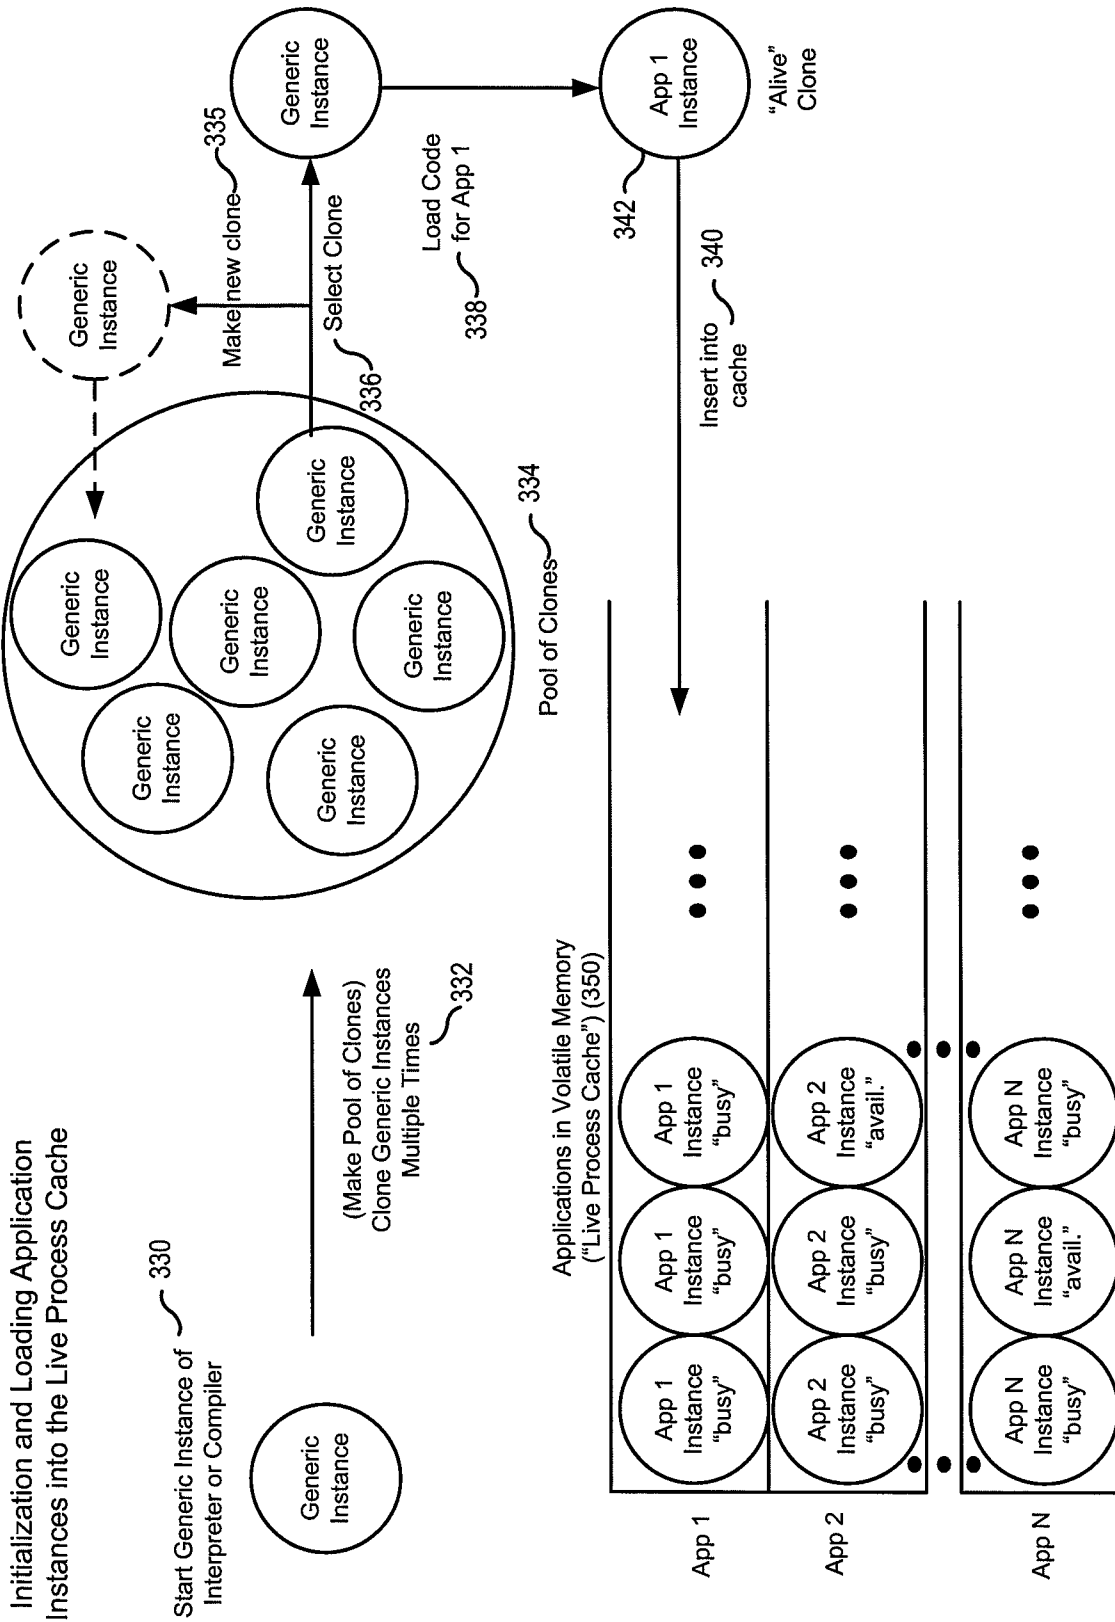 Initialization and Loading Application
Instances into the Live Process Cache
Start Generic Instance of
Interpreter or Compiler
330
Generic
Instance
(Make Pool of Clones)
Clone Generic Instances
Multiple Times
332
Generic
Instance
Generic
Instance
Generic
Instance
Generic
Instance
Generic
Instance
Generic
Instance
Pool of Clones
334
Generic
Instance
Make new clone
335
Select Clone
336
Generic
Instance
Load Code
for App 1
338
App 1
Instance
342
“Alive”
Clone
Insert into
cache
340
Applications in Volatile Memory
(“Live Process Cache”) (350)
App 1
App 1
Instance
“busy”
App 1
Instance
“busy”
App 1
Instance
“busy”
App 2
App 2
Instance
“busy”
App 2
Instance
“busy”
App 2
Instance
“avail.”
App N
App N
Instance
“busy”
App N
Instance
“avail.”
App N
Instance
“busy”